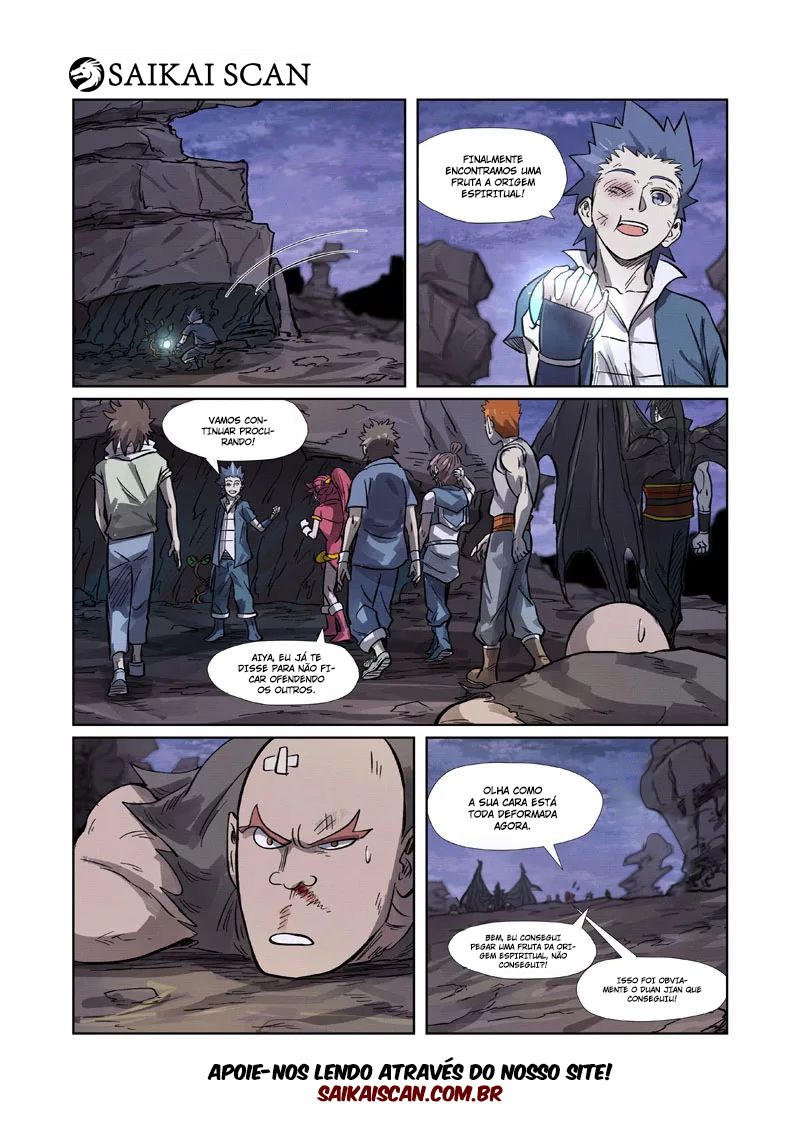 SAIKAI SCAN
FINALMENTE
ENCONTRAMOS UMA
FRUTA A ORIGEM
ESPIRITUAL!
VAMOS CON-
TINUAR PROCU-
RANDO!
AIYA, EU JÁ TE
DISSE PARA NÃO FI-
CAR OFENDENDO
OS OUTROS.
OLHA COMO
A SUA CARA ESTÁ
TODA DEFORMADA
AGORA.
BEM, EU CONSEGUI
PEGAR UMA FRUTA DA ORI-
GEM ESPIRITUAL, NÃO
CONSEGUI?!
ISSO FOI OBVIA-
MENTE O DUAN JIAN QUE
CONSEGUIU!
APOIE-NOS LENDO ATRAVÉS DO NOSSO SITE!
SAIKAISCAN.COM.BR